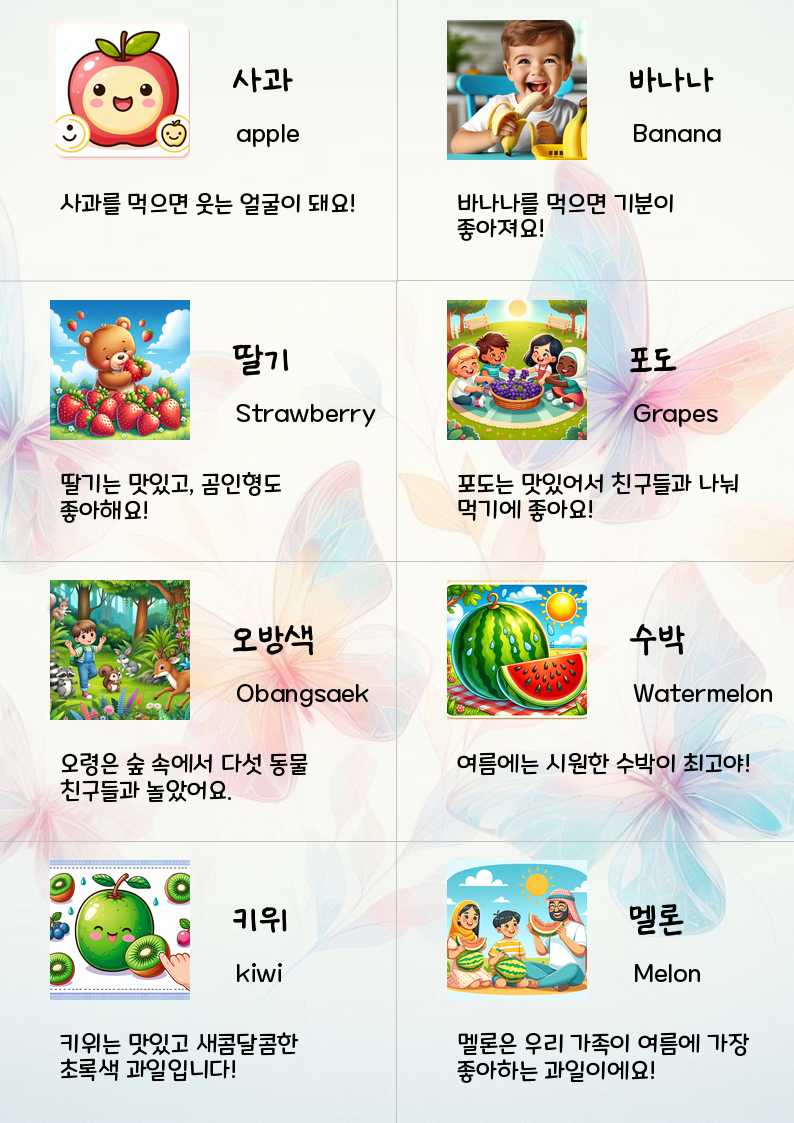 사과
apple
사과를 먹으면 웃는 얼굴이 돼요!
바나나
Banana
바나나를 먹으면 기분이
좋아져요!
딸기
Strawberry
딸기는 맛있고, 곰인형도
좋아해요!
포도
Grapes
포도는 맛있어서 친구들과 나눠
먹기에 좋아요!
오방색
Obangsaek
오령은 숲 속에서 다섯 동물
친구들과 놀았어요.
수박
Watermelon
여름에는 시원한 수박이 최고야!
키위
kiwi
키위는 맛있고 새콤달콤한
초록색 과일입니다!
멜론
Melon
멜론은 우리 가족이 여름에 가장
좋아하는 과일이에요!